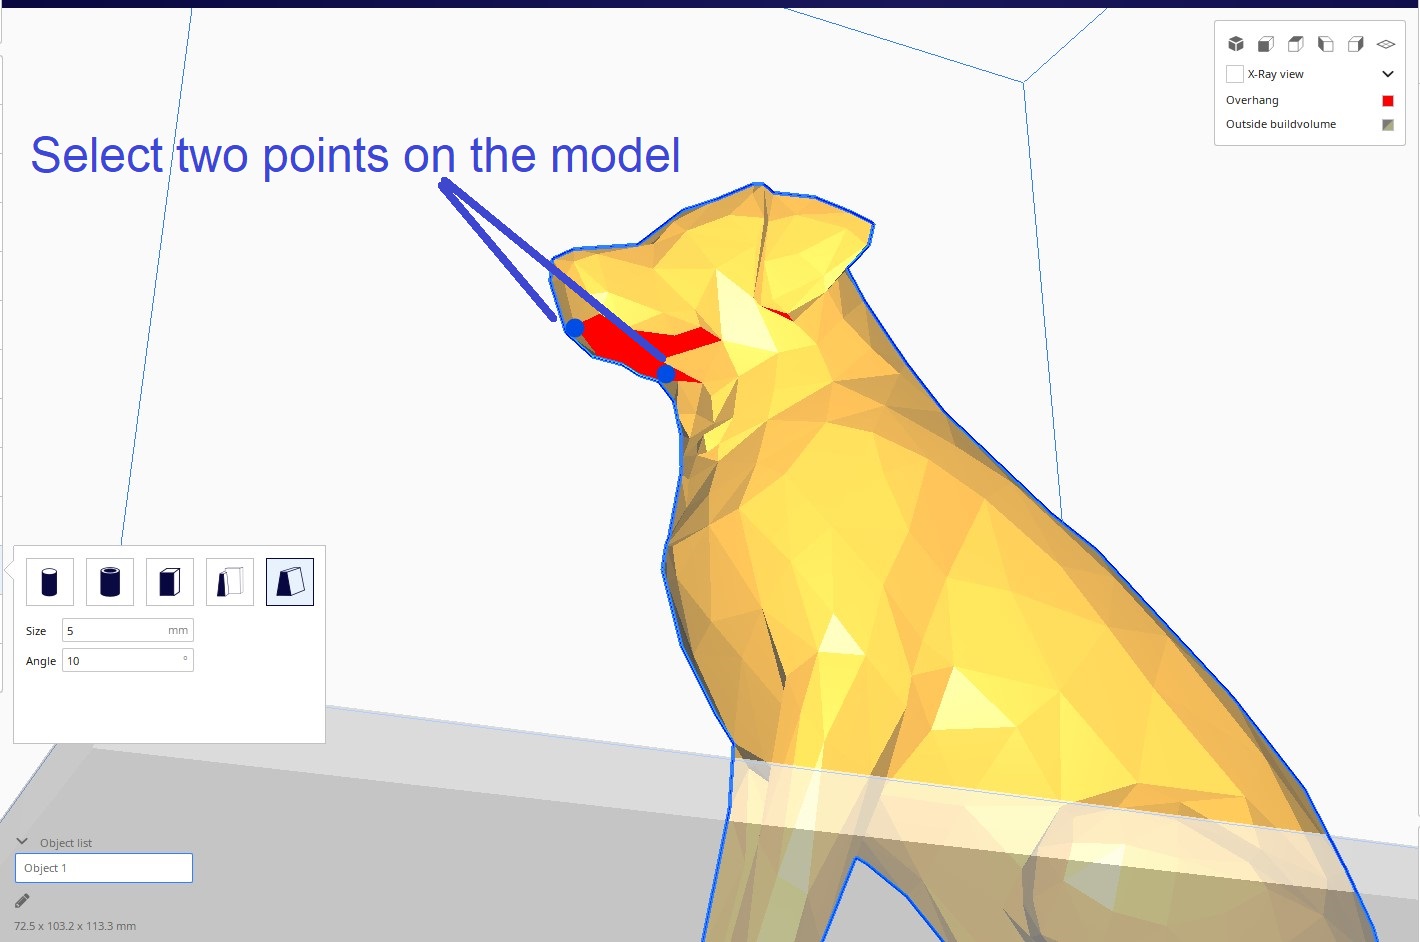 X-Ray view
Overhang
Outside buildvolume
Select two points on the model
Size 5 mm
Angle 10 °
Object list
Object 1
72.5 x 103.2 x 113.3 mm